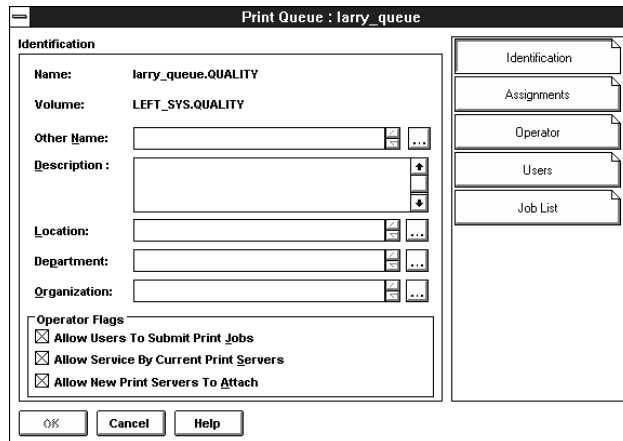 Print Queue : larry_queue
Identification
Name: larry_queue.QUALITY
Volume: LEFT_SYS.QUALITY
Other Name: ...
Description :
Location: ...
Department: ...
Organization: ...
Operator Flags
Allow Users To Submit Print Jobs
Allow Service By Current Print Servers
Allow New Print Servers To Attach
OK Cancel Help
Identification
Assignments
Operator
Users
Job List